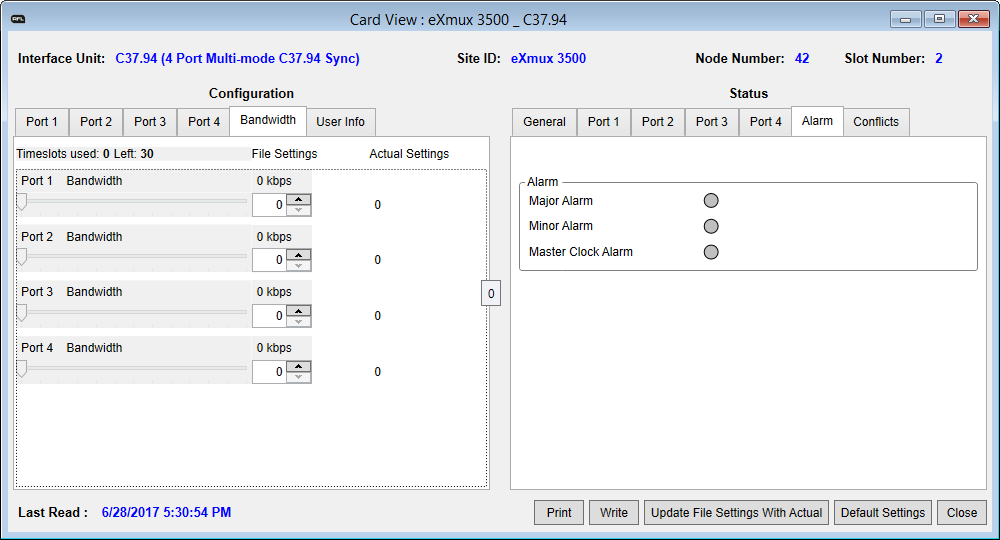 RFL Card View : eXmux 3500 _ C37.94
Interface Unit: C37.94 (4 Port Multi-mode C37.94 Sync) Site ID: eXmux 3500 Node Number: 42 Slot Number: 2
Configuration
Port 1 Port 2 Port 3 Port 4 Bandwidth User Info
Timeslots used: 0 Left: 30 File Settings Actual Settings
Port 1 Bandwidth 0 kbps
0 0
Port 2 Bandwidth 0 kbps
0 0
Port 3 Bandwidth 0 kbps
0 0
Port 4 Bandwidth 0 kbps
0 0
0
Status
General Port 1 Port 2 Port 3 Port 4 Alarm Conflicts
Alarm
Major Alarm
Minor Alarm
Master Clock Alarm
Last Read : 6/28/2017 5:30:54 PM
Print Write Update File Settings With Actual Default Settings Close